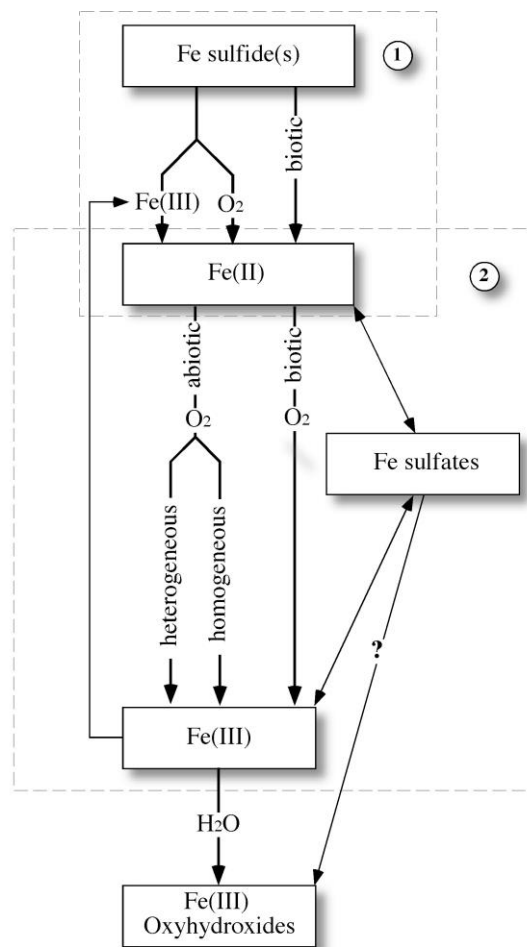 Fe sulfide(s)
1
biotic
Fe(III)
O2
Fe(II)
2
abiotic
biotic
O2
O2
Fe sulfates
heterogeneous
homogeneous
?
Fe(III)
H2O
Fe(III)
Oxyhydroxides